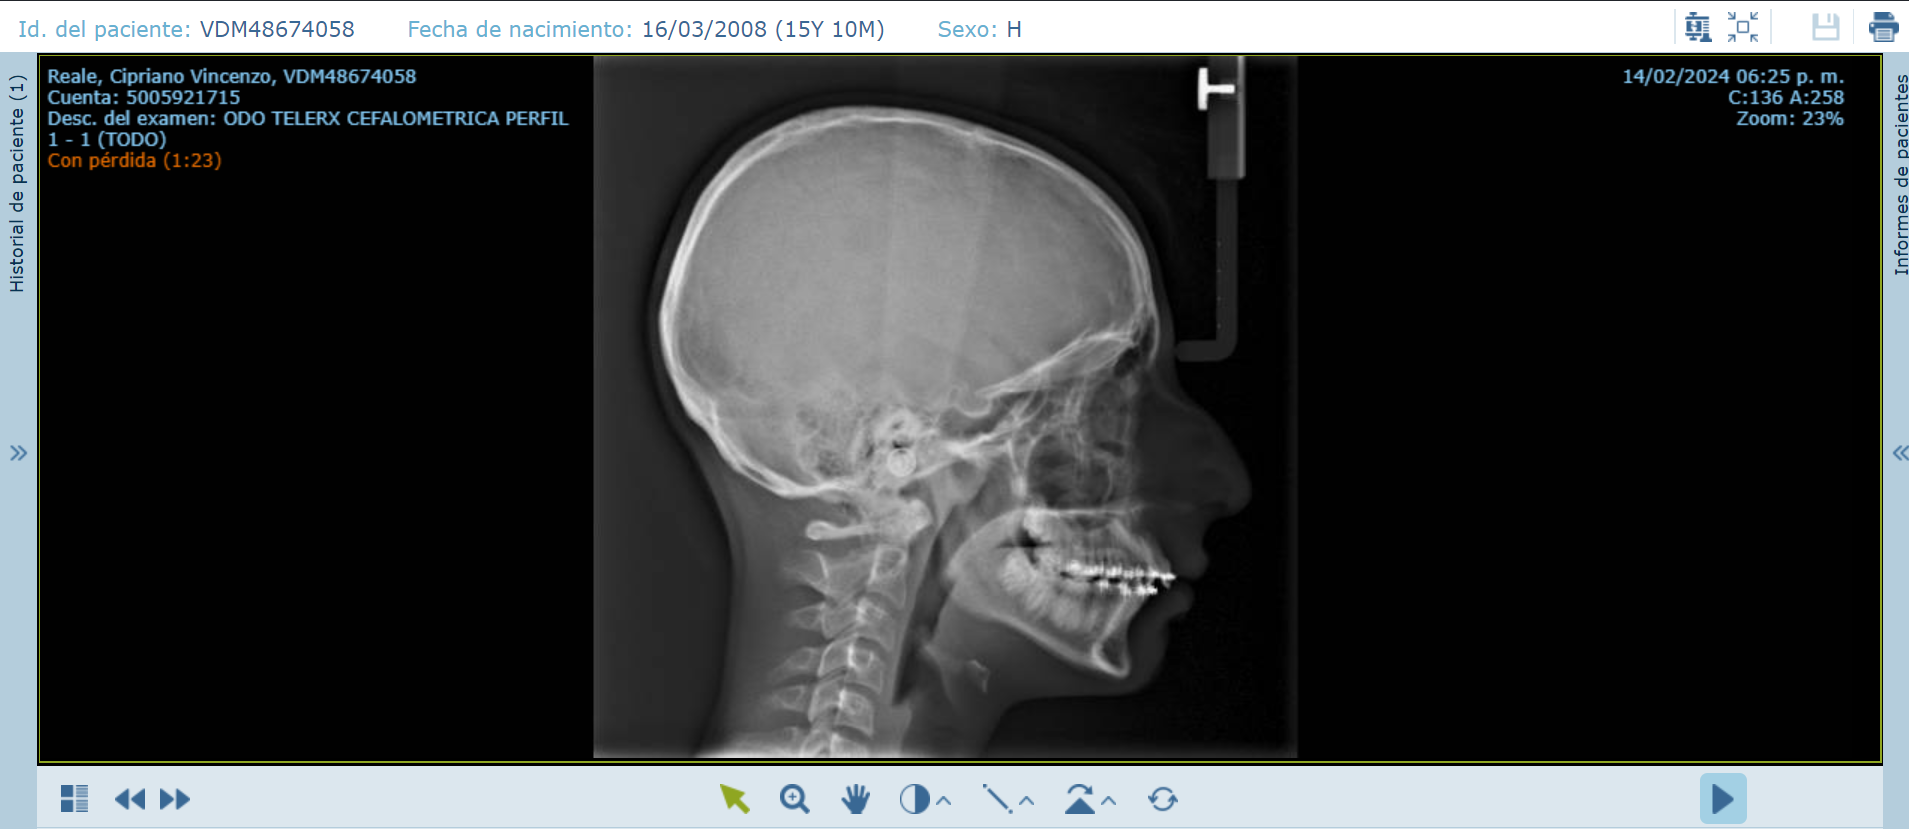 Id. del paciente: VDM48674058 Fecha de nacimiento: 16/03/2008 (15Y 10M) Sexo: H
Historial de paciente (1)
Reale, Cipriano Vincenzo, VDM48674058
Cuenta: 5005921715
Desc. del examen: ODO TELERX CEFALOMETRICA PERFIL
1 - 1 (TODO)
Con pérdida (1:23)
14/02/2024 06:25 p. m.
C:136 A:258
Zoom: 23%
Informes de pacientes